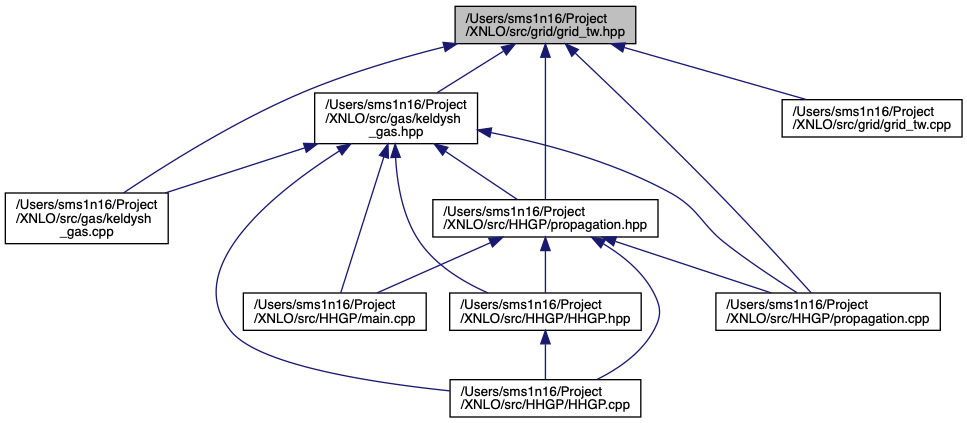 /Users/sms1n16/Project
/XNLO/src/grid/grid_tw.hpp
/Users/sms1n16/Project
/XNLO/src/gas/keldysh
_gas.hpp
/Users/sms1n16/Project
/XNLO/src/grid/grid_tw.cpp
/Users/sms1n16/Project
/XNLO/src/gas/keldysh
_gas.cpp
/Users/sms1n16/Project
/XNLO/src/HHGP/propagation.hpp
/Users/sms1n16/Project
/XNLO/src/HHGP/main.cpp
/Users/sms1n16/Project
/XNLO/src/HHGP/HHGP.hpp
/Users/sms1n16/Project
/XNLO/src/HHGP/propagation.cpp
/Users/sms1n16/Project
/XNLO/src/HHGP/HHGP.cpp